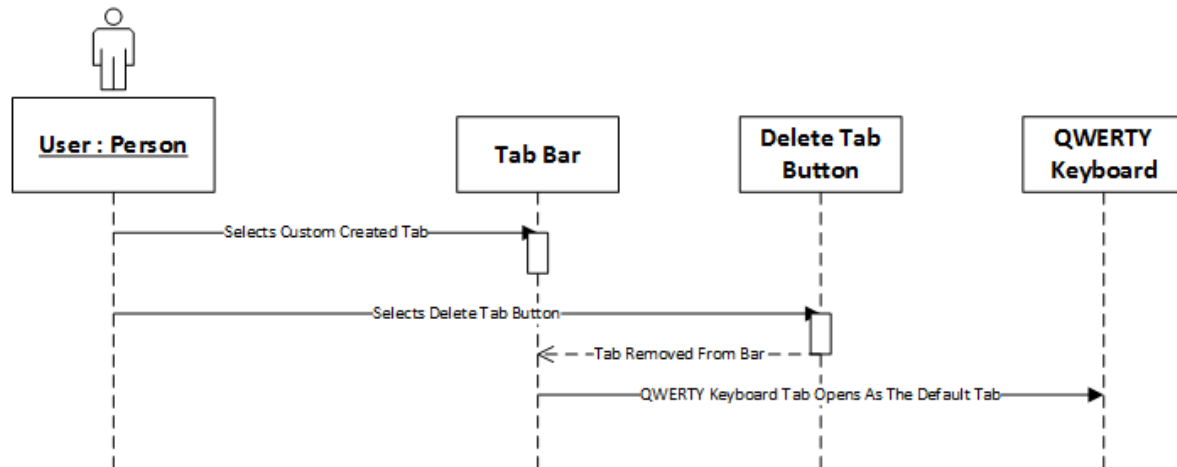 User : Person
Tab Bar
Delete Tab
Button
QWERTY
Keyboard
Selects Custom Created Tab
Selects Delete Tab Button
Tab Removed From Bar
QWERTY Keyboard Tab Opens As The Default Tab